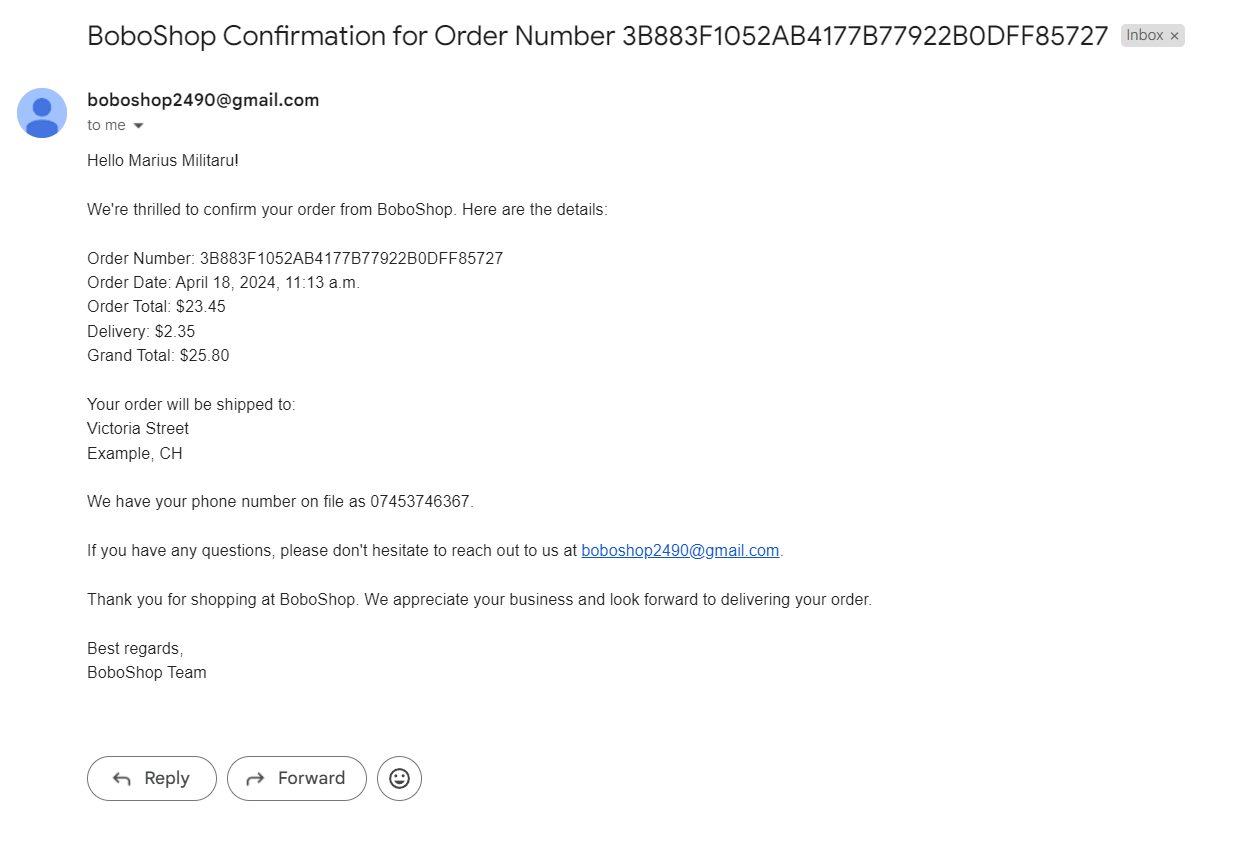 BoboShop Confirmation for Order Number 3B883F1052AB4177B77922B0DFF85727 Inbox ×
boboshop2490@gmail.com
to me
Hello Marius Militaru!
We're thrilled to confirm your order from BoboShop. Here are the details:
Order Number: 3B883F1052AB4177B77922B0DFF85727
Order Date: April 18, 2024, 11:13 a.m.
Order Total: $23.45
Delivery: $2.35
Grand Total: $25.80
Your order will be shipped to:
Victoria Street
Example, CH
We have your phone number on file as 07453746367.
If you have any questions, please don't hesitate to reach out to us at boboshop2490@gmail.com.
Thank you for shopping at BoboShop. We appreciate your business and look forward to delivering your order.
Best regards,
BoboShop Team
Reply Forward